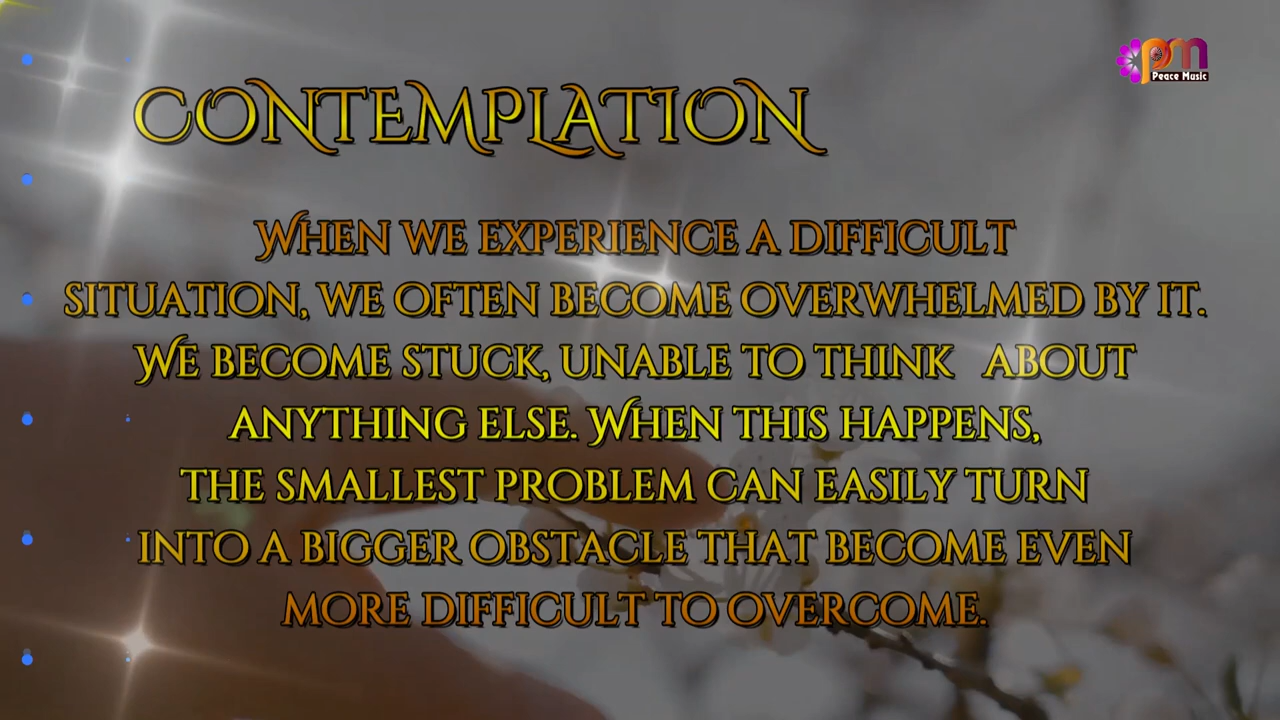 pm
Peace Music
CONTEMPLATION
WHEN WE EXPERIENCE A DIFFICULT
SITUATION, WE OFTEN BECOME OVERWHELMED BY IT.
WE BECOME STUCK, UNABLE TO THINK ABOUT
ANYTHING ELSE. WHEN THIS HAPPENS,
THE SMALLEST PROBLEM CAN EASILY TURN
INTO A BIGGER OBSTACLE THAT BECOME EVEN
MORE DIFFICULT TO OVERCOME.